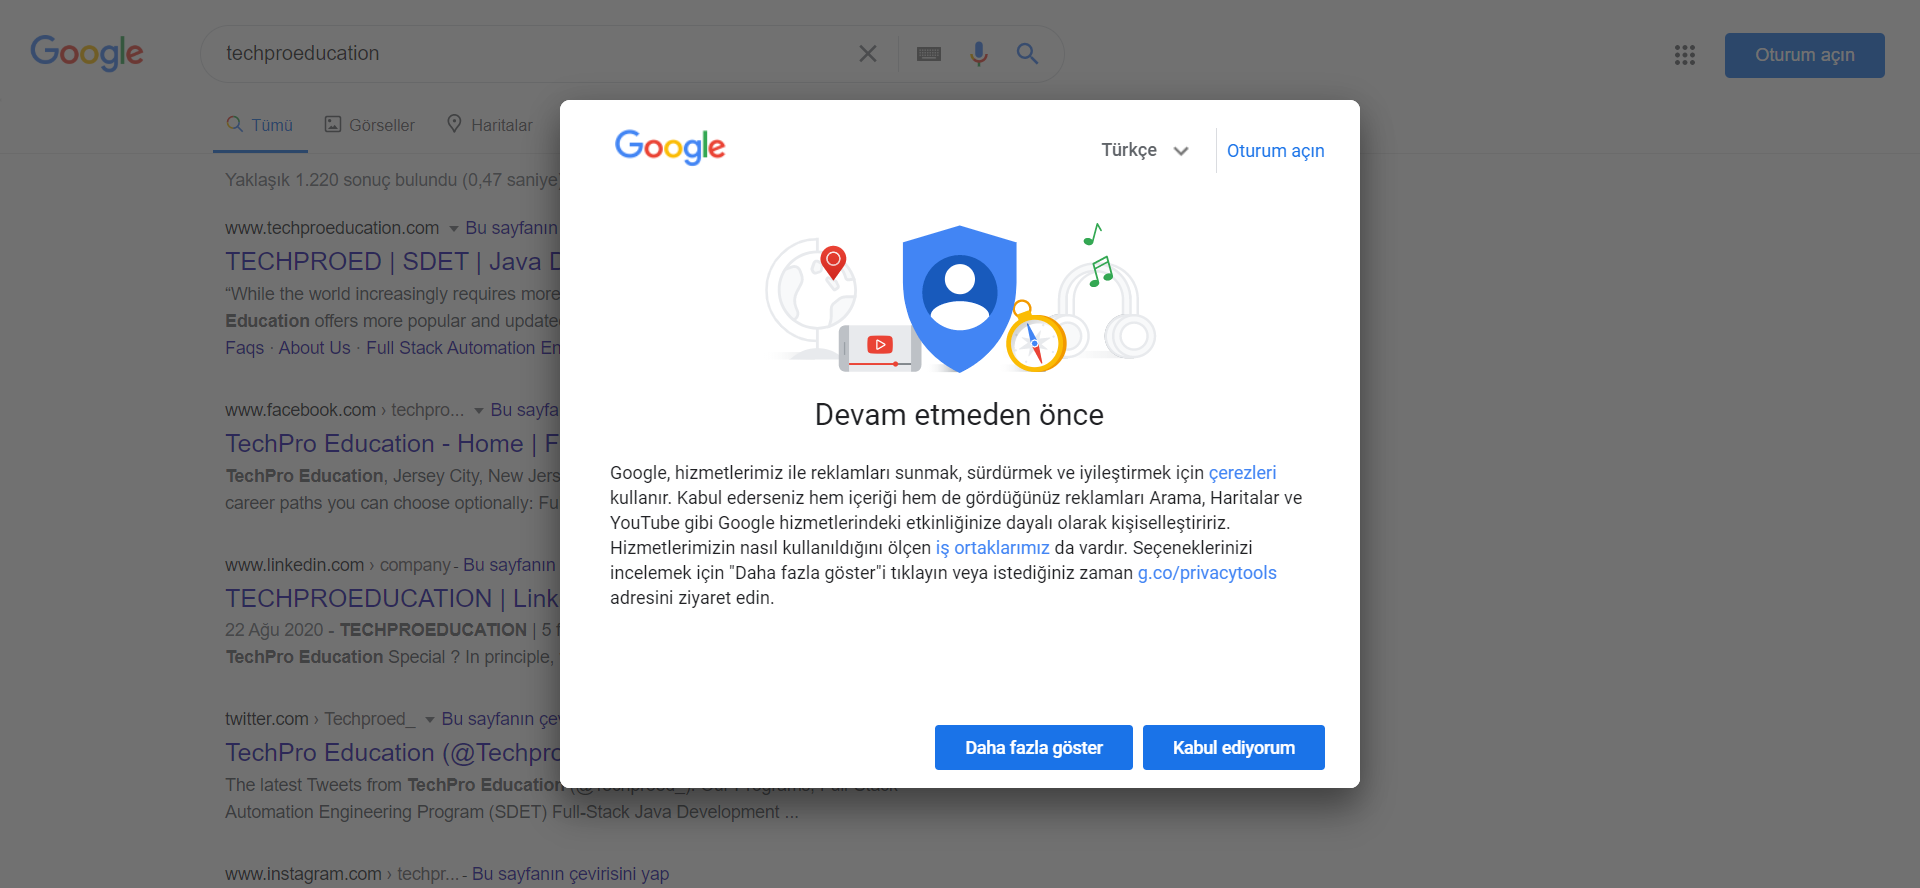 Google
techproeducation
Oturum açın
Tümü
Görseller
Haritalar
Yaklaşık 1.220 sonuç bulundu (0,47 saniye)
www.techproeducation.com Bu sayfanın
TECHPROED | SDET | Java D
“While the world increasingly requires more
Education offers more popular and update
Faqs · About Us · Full Stack Automation En
www.facebook.com › techpro... Bu sayfa
TechPro Education - Home | F
TechPro Education, Jersey City, New Jers
career paths you can choose optionally: Fu
www.linkedin.com › company - Bu sayfanın
TECHPROEDUCATION | Link
22 Ağu 2020 - TECHPROEDUCATION | 5 f
TechPro Education Special ? In principle,
twitter.com › Techproed_ Bu sayfanın çev
TechPro Education (@Techpro
The latest Tweets from TechPro Education (@Techproed_). Our Programs, Full-Stack
Automation Engineering Program (SDET) Full-Stack Java Development ...
www.instagram.com › techpr... - Bu sayfanın çevirisini yap
Google
Türkçe
Oturum açın
Devam etmeden önce
Google, hizmetlerimiz ile reklamları sunmak, sürdürmek ve iyileştirmek için çerezleri
kullanır. Kabul ederseniz hem içeriği hem de gördüğünüz reklamları Arama, Haritalar ve
YouTube gibi Google hizmetlerindeki etkinliğinize dayalı olarak kişiselleştiririz.
Hizmetlerimizin nasıl kullanıldığını ölçen iş ortaklarımız da vardır. Seçeneklerinizi
incelemek için "Daha fazla göster"i tıklayın veya istediğiniz zaman g.co/privacytools
adresini ziyaret edin.
Daha fazla göster
Kabul ediyorum